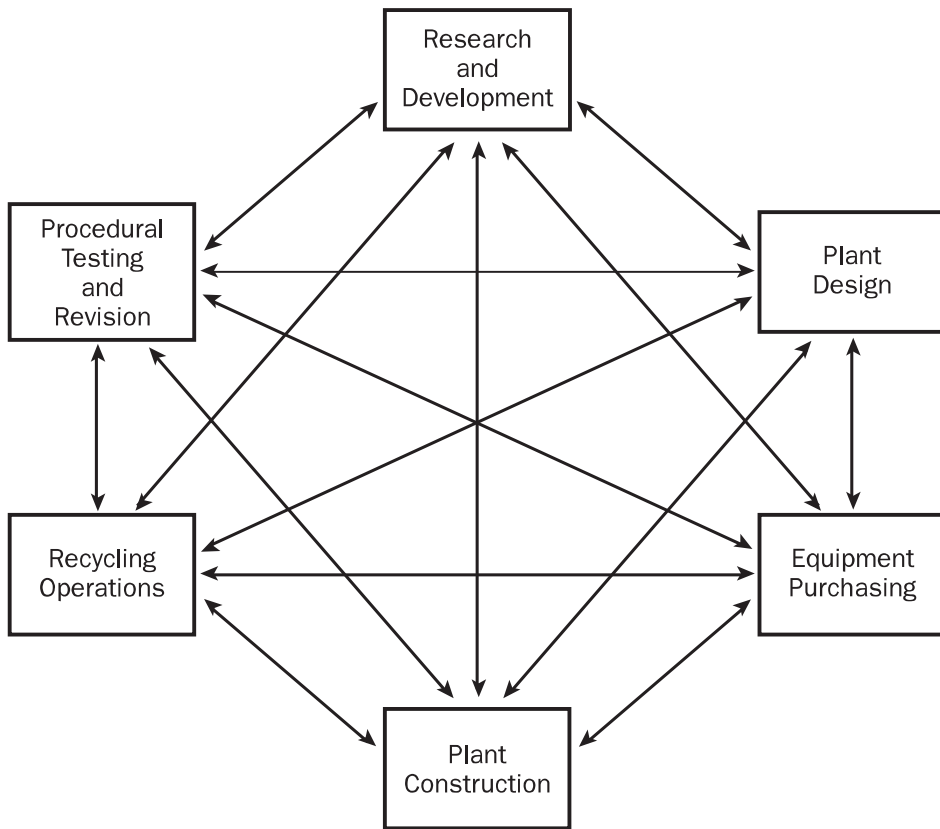 Research
and
Development
Procedural
Testing
and
Revision
Plant
Design
Recycling
Operations
Equipment
Purchasing
Plant
Construction